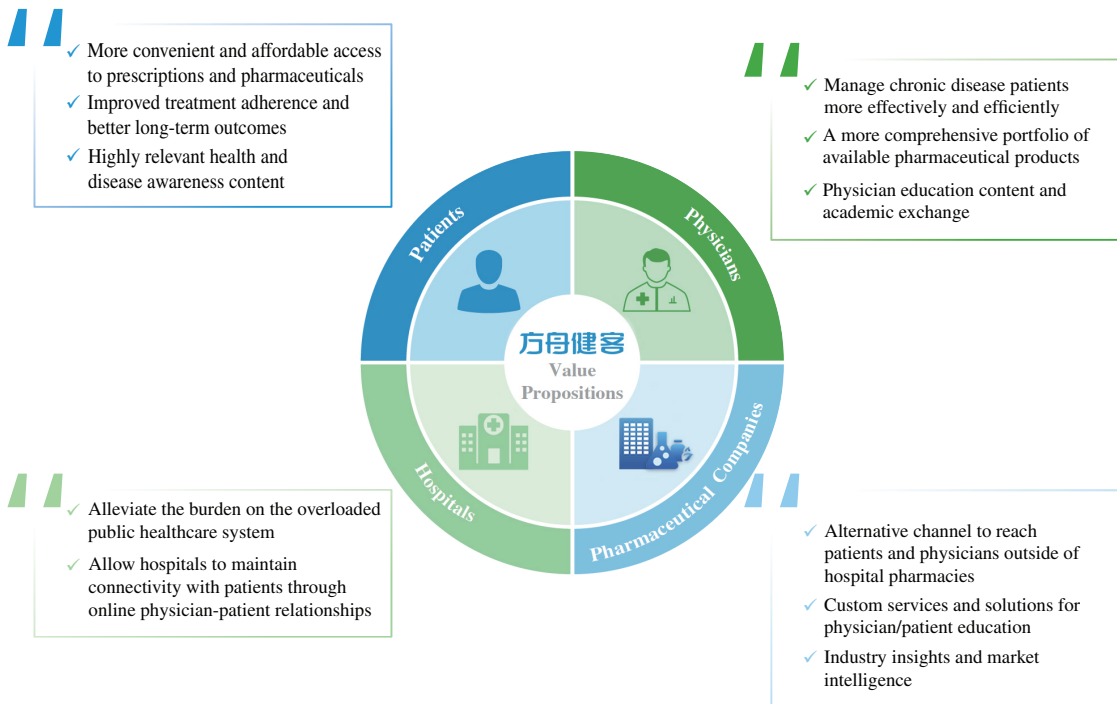 More convenient and affordable access
to prescriptions and pharmaceuticals
Improved treatment adherence and
better long-term outcomes
Highly relevant health and
disease awareness content
Manage chronic disease patients
more effectively and efficiently
A more comprehensive portfolio of
available pharmaceutical products
Physician education content and
academic exchange
Patients
Physicians
方舟健客
Value
Propositions
Hospitals
Pharmaceutical Companies
Alleviate the burden on the overloaded
public healthcare system
Allow hospitals to maintain
connectivity with patients through
online physician-patient relationships
Alternative channel to reach
patients and physicians outside of
hospital pharmacies
Custom services and solutions for
physician/patient education
Industry insights and market
intelligence